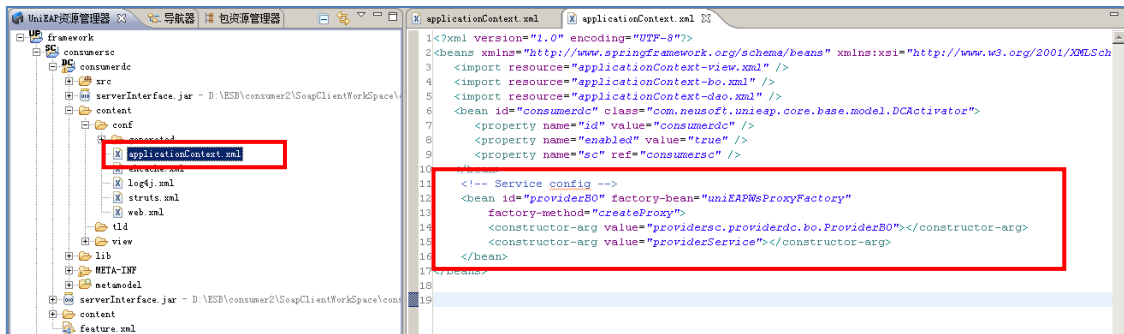 UniEAP资源管理器
导航器
包资源管理器
framework
consumersc
consumerdc
src
serverInterface.jar - D:\ESB\consumer2\SoapClientWorkSpace\
content
conf
generated
applicationContext.xml
ehcache.xml
log4j.xml
struts.xml
web.xml
tld
view
lib
META-INF
metamodel
serverInterface.jar - D:\ESB\consumer2\SoapClientWorkSpace\cons
content
feature.xml
applicationContext.xml
applicationContext.xml
1 <?xml version="1.0" encoding="UTF-8"?>
2 <beans xmlns="http://www.springframework.org/schema/beans" xmlns:xsi="http://www.w3.org/2001/XMLSch
3 <import resource="applicationContext-view.xml" />
4 <import resource="applicationContext-bo.xml" />
5 <import resource="applicationContext-dao.xml" />
6 <bean id="consumerdc" class="com.neusoft.unieap.core.base.model.DCActivator">
7 <property name="id" value="consumerdc" />
8 <property name="enabled" value="true" />
9 <property name="sc" ref="consumersc" />
10 </bean>
11 <!-- Service config -->
12 <bean id="providerBO" factory-bean="uniEAPWsProxyFactory"
13 factory-method="createProxy">
14 <constructor-arg value="providersc.providerdc.bo.ProviderBO"></constructor-arg>
15 <constructor-arg value="providerService"></constructor-arg>
16 </bean>
17 </beans>
18
19